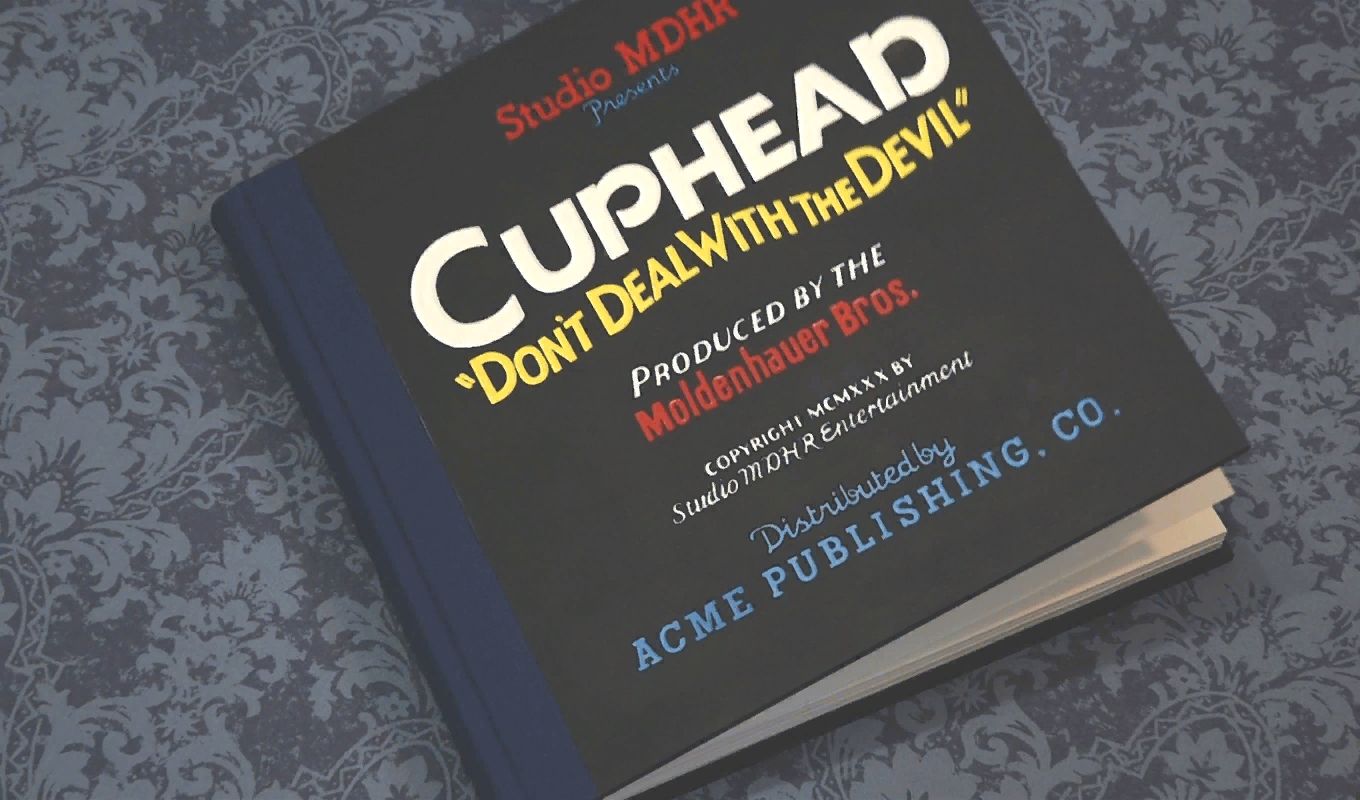 Studio MDHR
Presents
CUPHEAD
"DON'T DEAL WITH THE DEVIL"
PRODUCED BY THE
Moldenhauer Bros.
COPYRIGHT MCMXXX BY
Studio MDHR Entertainment
Distributed by
ACME PUBLISHING. CO.